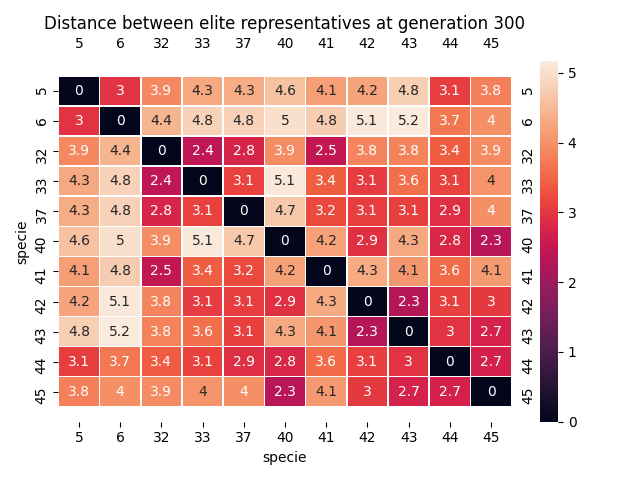 Distance between elite representatives at generation 300
5 6 32 33 37 40 41 42 43 44 45
5 0 3 3.9 4.3 4.3 4.6 4.1 4.2 4.8 3.1 3.8 5
6 3 0 4.4 4.8 4.8 5 4.8 5.1 5.2 3.7 4 6
32 3.9 4.4 0 2.4 2.8 3.9 2.5 3.8 3.8 3.4 3.9 32
33 4.3 4.8 2.4 0 3.1 5.1 3.4 3.1 3.6 3.1 4 33
37 4.3 4.8 2.8 3.1 0 4.7 3.2 3.1 3.1 2.9 4 37
40 4.6 5 3.9 5.1 4.7 0 4.2 2.9 4.3 2.8 2.3 40
41 4.1 4.8 2.5 3.4 3.2 4.2 0 4.3 4.1 3.6 4.1 41
42 4.2 5.1 3.8 3.1 3.1 2.9 4.3 0 2.3 3.1 3 42
43 4.8 5.2 3.8 3.6 3.1 4.3 4.1 2.3 0 3 2.7 43
44 3.1 3.7 3.4 3.1 2.9 2.8 3.6 3.1 3 0 2.7 44
45 3.8 4 3.9 4 4 2.3 4.1 3 2.7 2.7 0 45
5 6 32 33 37 40 41 42 43 44 45
specie
specie
5
4
3
2
1
0